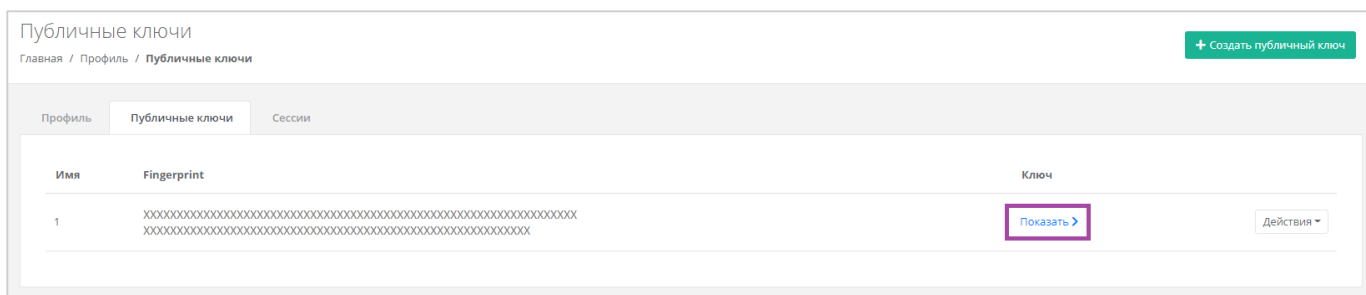 Публичные ключи
Главная / Профиль / Публичные ключи
+ Создать публичный ключ
Профиль Публичные ключи Сессии
Имя Fingerprint Ключ
1 XXXXXXXXXXXXXXXXXXXXXXXXXXXXXXXXXXXXXXXXXXXXXXXXXXXXXXXXXXXXXXXXX Показать Действия
XXXXXXXXXXXXXXXXXXXXXXXXXXXXXXXXXXXXXXXXXXXXXXXXXXXXXXXXXX